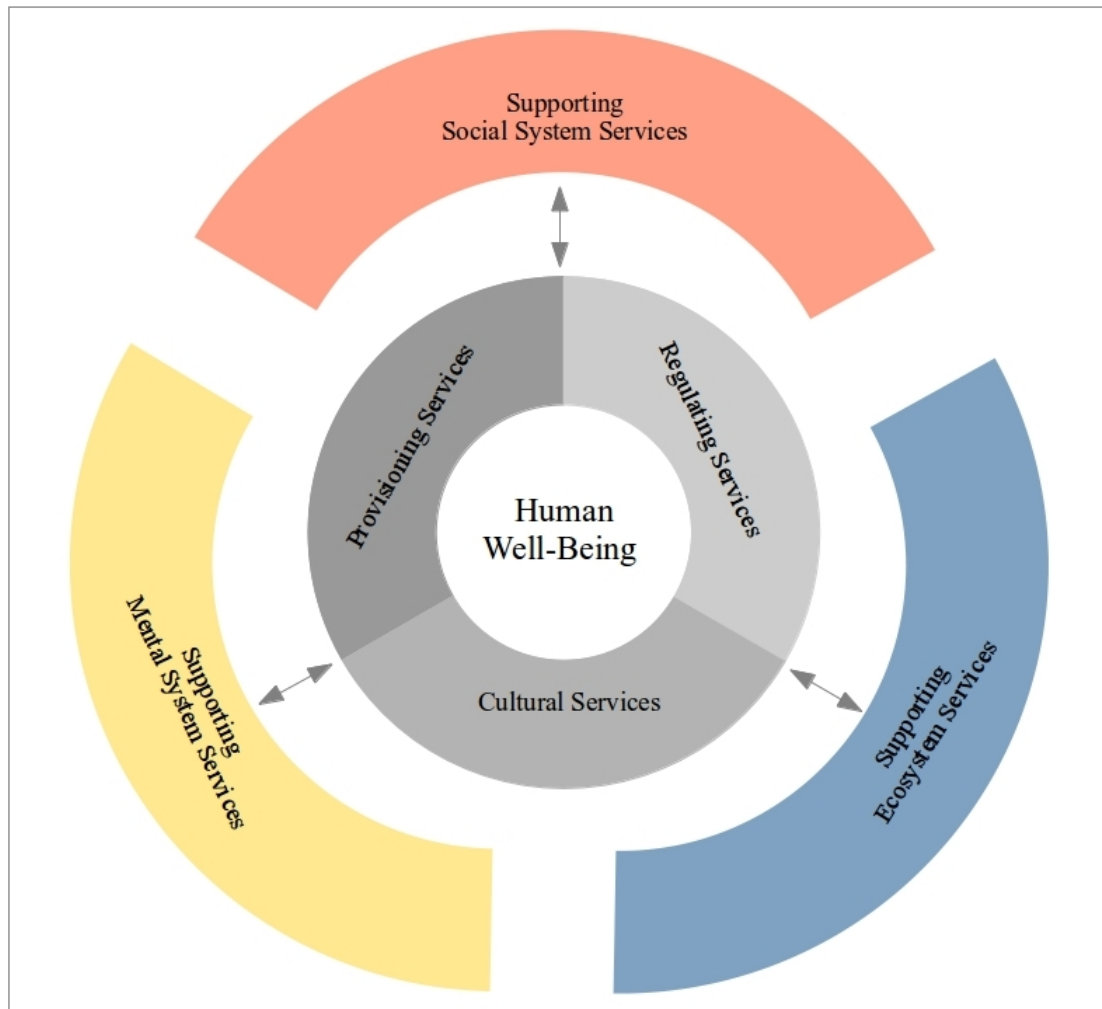 Supporting
Social System Services
Provisioning Services
Regulating Services
Human
Well-Being
Supporting
Mental System Services
Cultural Services
Supporting
Ecosystem Services